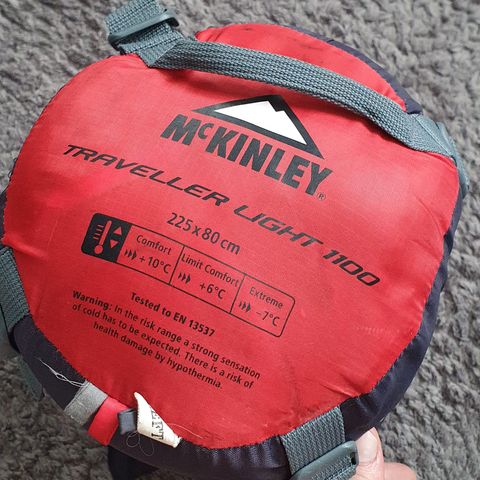 McKINLEY®
TRAVELLER LIGHT 1100
225 x 80 cm
Comfort
+10°C
Limit Comfort
+6°C
Extreme
-7°C
Tested to EN 13537
Warning: In the risk range a strong sensation
of cold has to be expected. There is a risk of
health damage by hypothermia.